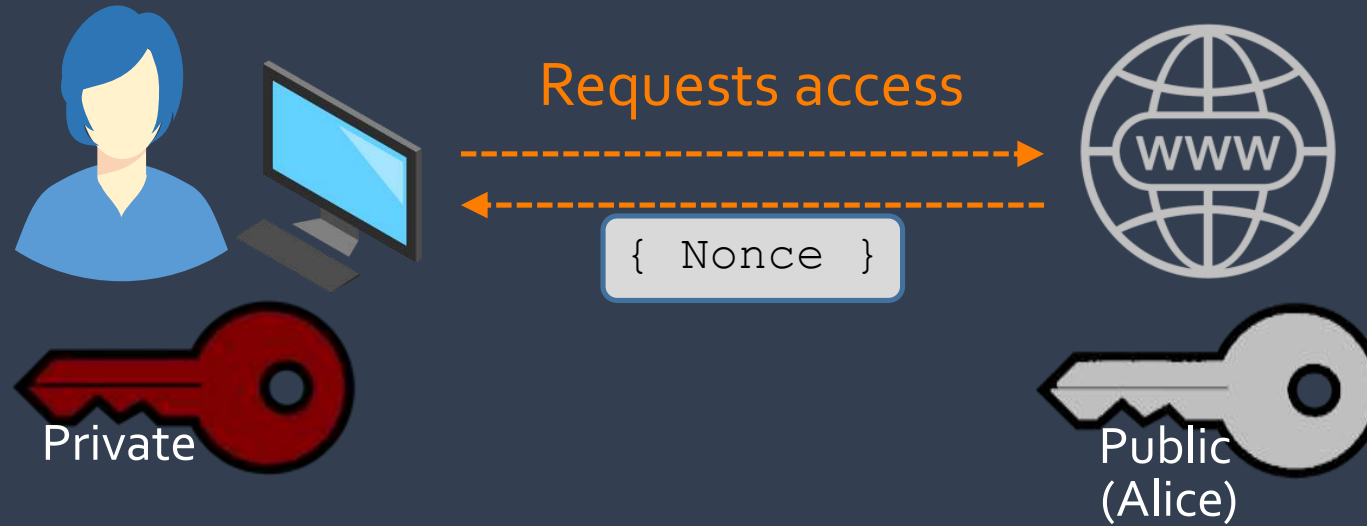 Requests access
WWW
{ Nonce }
Private
Public
(Alice)